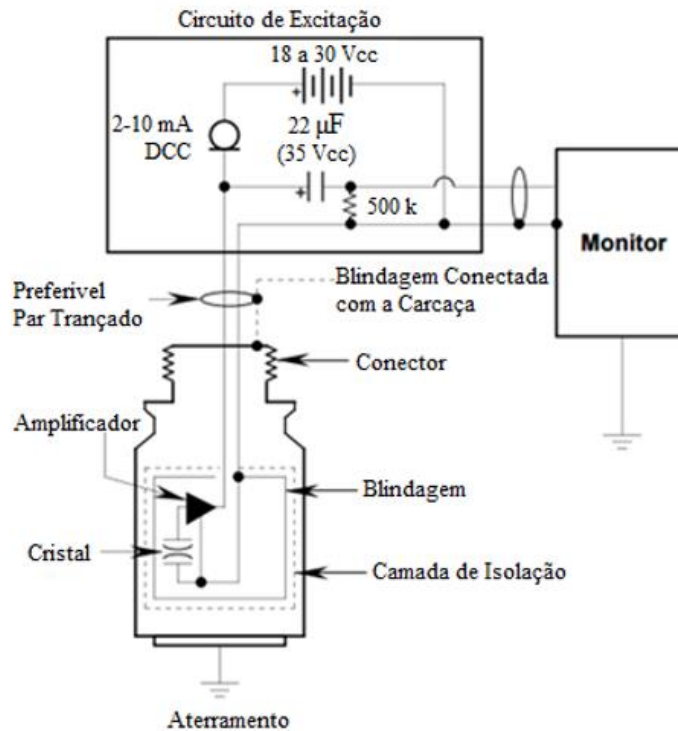 Circuito de Excitação
18 a 30 Vcc
2-10 mA
DCC
22 µF
(35 Vcc)
500 k
Monitor
Preferivel
Par Trançado
Blindagem Conectada
com a Carcaça
Conector
Amplificador
Blindagem
Cristal
Camada de Isolação
Aterramento